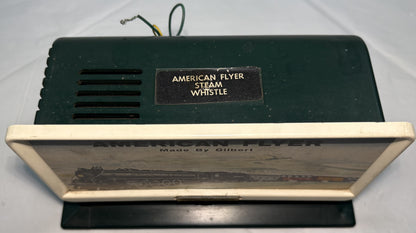 AMERICAN FLYER
STEAM
WHISTLE
AMERICAN FLYER
Made By Gilbert